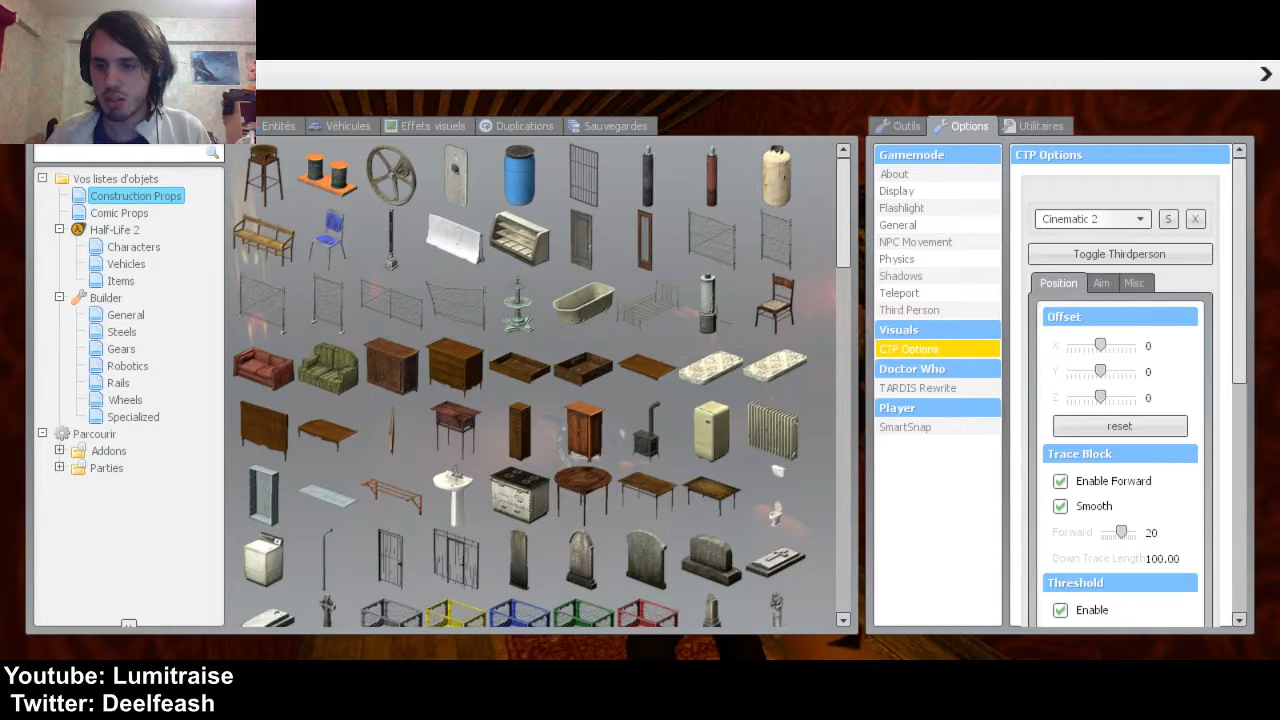 Entités
Véhicules
Effets visuels
Duplications
Sauvegardes
Outils
Options
Utilitaires
Vos listes d'objets
Construction Props
Comic Props
Half-Life 2
Characters
Vehicles
Items
Builder
General
Steels
Gears
Robotics
Rails
Wheels
Specialized
Parcourir
Addons
Parties
Gamemode
About
Display
Flashlight
General
NPC Movement
Physics
Shadows
Teleport
Third Person
Visuals
CTP Options
Doctor Who
TARDIS Rewrite
Player
SmartSnap
CTP Options
Cinematic 2
S
X
Toggle Thirdperson
Position
Aim
Misc
Offset
X 0
Y 0
Z 0
reset
Trace Block
Enable Forward
Smooth
Forward 20
Down Trace Length 100.00
Threshold
Enable
Youtube: Lumitraise
Twitter: Deelfeash